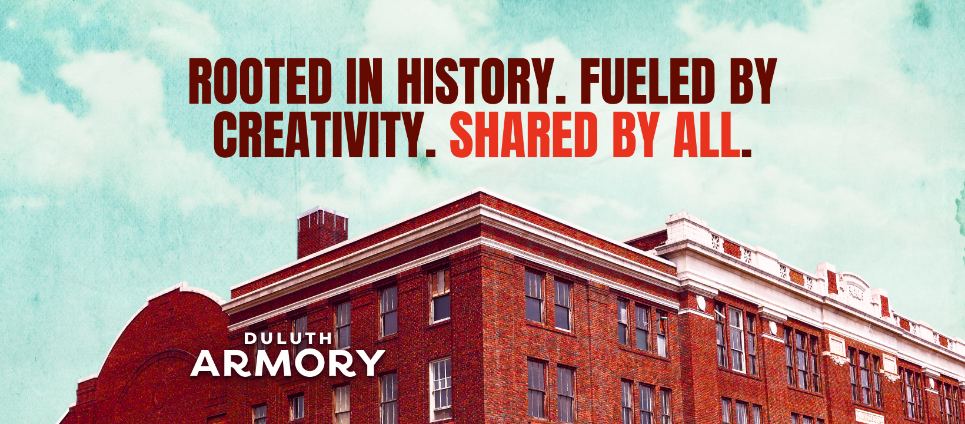 ROOTED IN HISTORY. FUELED BY
CREATIVITY. SHARED BY ALL.
DULUTH
ARMORY